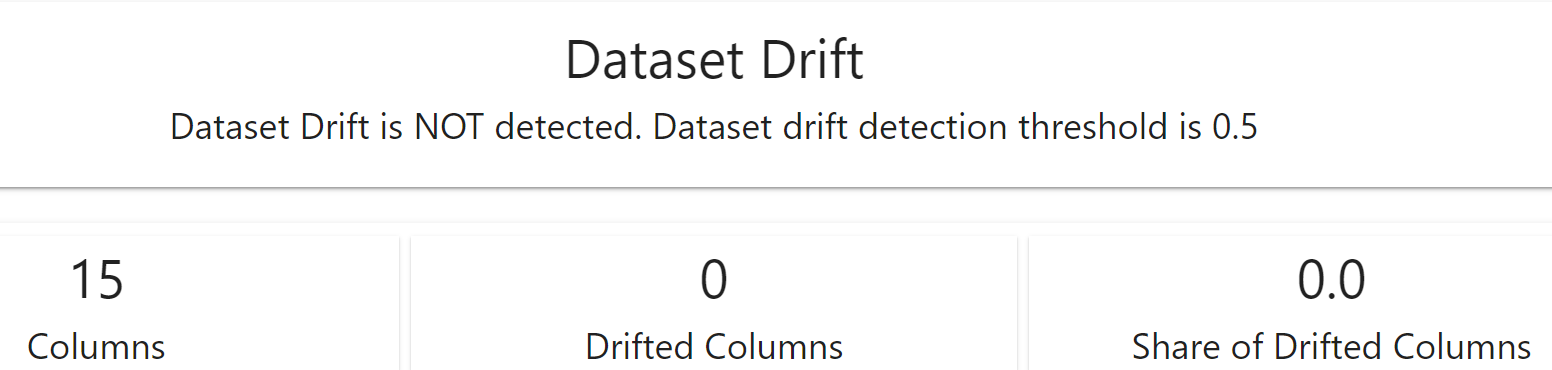 Dataset Drift
Dataset Drift is NOT detected. Dataset drift detection threshold is 0.5
15
Columns
0
Drifted Columns
0.0
Share of Drifted Columns